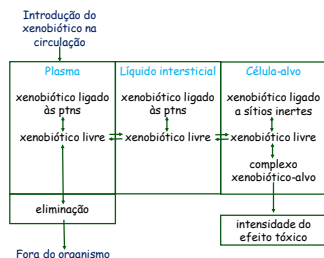 Introdução do
xenobiótico na
circulação
Plasma
xenobiótico ligado
às ptns
xenobiótico livre
eliminação
Fora do organismo
Líquido intersticial
xenobiótico ligado
às ptns
xenobiótico livre
Célula-alvo
xenobiótico ligado
a sítios inertes
xenobiótico livre
complexo
xenobiótico-alvo
intensidade do
efeito tóxico